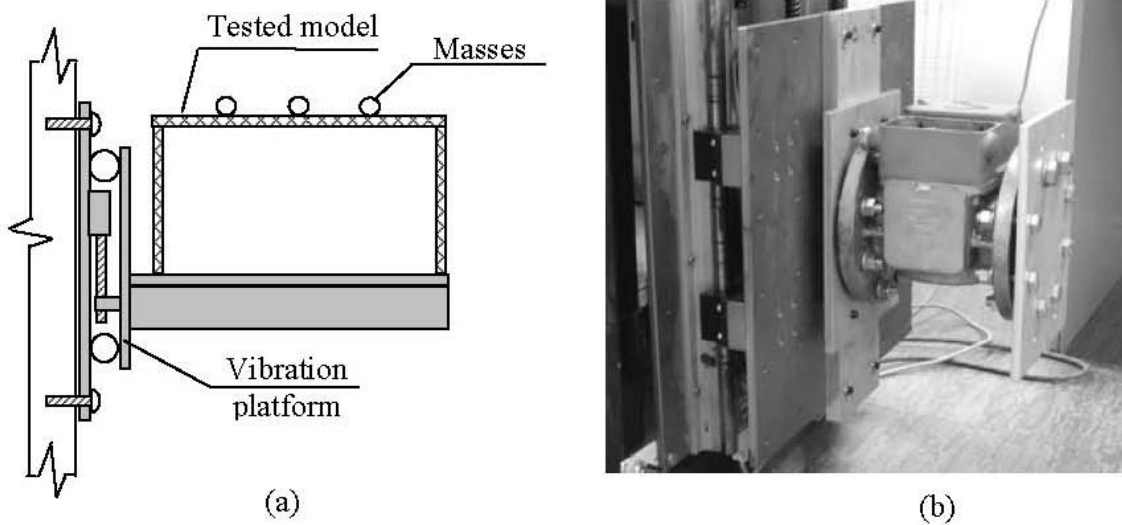 Tested model
Masses
Vibration
platform
(a)
(b)